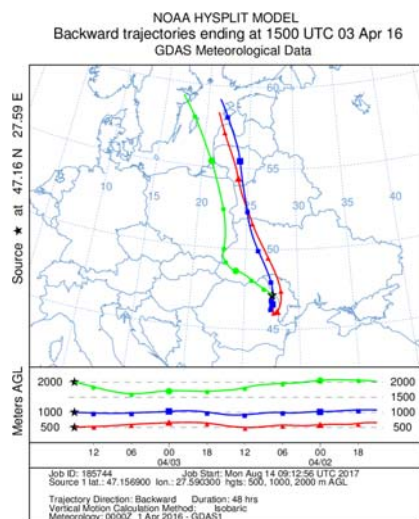 NOAA HYSPLIT MODEL
Backward trajectories ending at 1500 UTC 03 Apr 16
GDAS Meteorological Data
Source ★ at 47.16 N 27.59 E
60
55
50
45
5
10
15
20
25
30
35
Meters AGL
2000
1000
500
2000
1500
1000
500
12 06 00 18 12 06 00 18
04/03 04/02
Job ID: 185744 Job Start: Mon Aug 14 09:12:56 UTC 2017
Source 1 lat.: 47.156900 lon.: 27.590300 hgts: 500, 1000, 2000 m AGL
Trajectory Direction: Backward Duration: 48 hrs
Vertical Motion Calculation Method: Isobaric
Meteorology: 0000Z 1 Apr 2016 - GDAS1